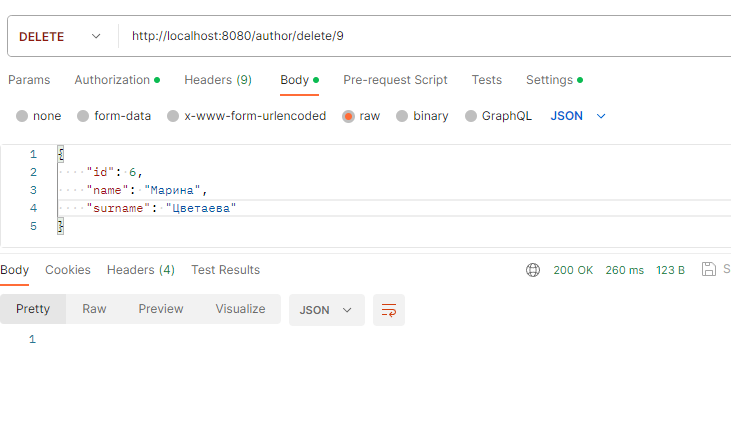 DELETE http://localhost:8080/author/delete/9
Params Authorization Headers (9) Body Pre-request Script Tests Settings
none form-data x-www-form-urlencoded raw binary GraphQL JSON
1 {
2 "id": 6,
3 "name": "Марина",
4 "surname": "Цветаева"
5 }
Body Cookies Headers (4) Test Results 200 OK 260 ms 123 B S
Pretty Raw Preview Visualize JSON
1